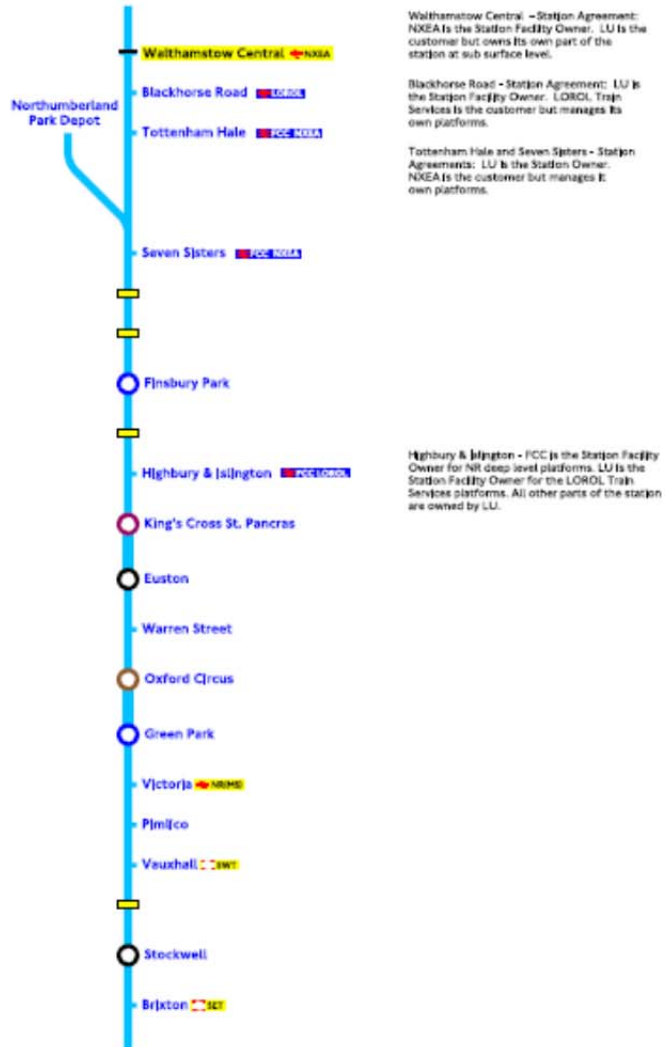 Walthamstow Central NXEA
Blackhorse Road LOROL
Northumberland
Park Depot
Tottenham Hale FCC NXEA
Seven Sisters FCC NXEA
Finsbury Park
Highbury & Islington FCC LOROL
King's Cross St. Pancras
Euston
Warren Street
Oxford Circus
Green Park
Victoria NR(MS)
Pimlico
Vauxhall SWT
Stockwell
Brixton SET
Walthamstow Central – Station Agreement:
NXEA is the Station Facility Owner. LU is the
customer but owns its own part of the
station at sub surface level.
Blackhorse Road - Station Agreement: LU is
the Station Facility Owner. LOROL Train
Services is the customer but manages its
own platforms.
Tottenham Hale and Seven Sisters - Station
Agreements: LU is the Station Owner.
NXEA is the customer but manages it
own platforms.
Highbury & Islington - FCC is the Station Facility
Owner for NR deep level platforms. LU is the
Station Facility Owner for the LOROL Train
Services platforms. All other parts of the station
are owned by LU.